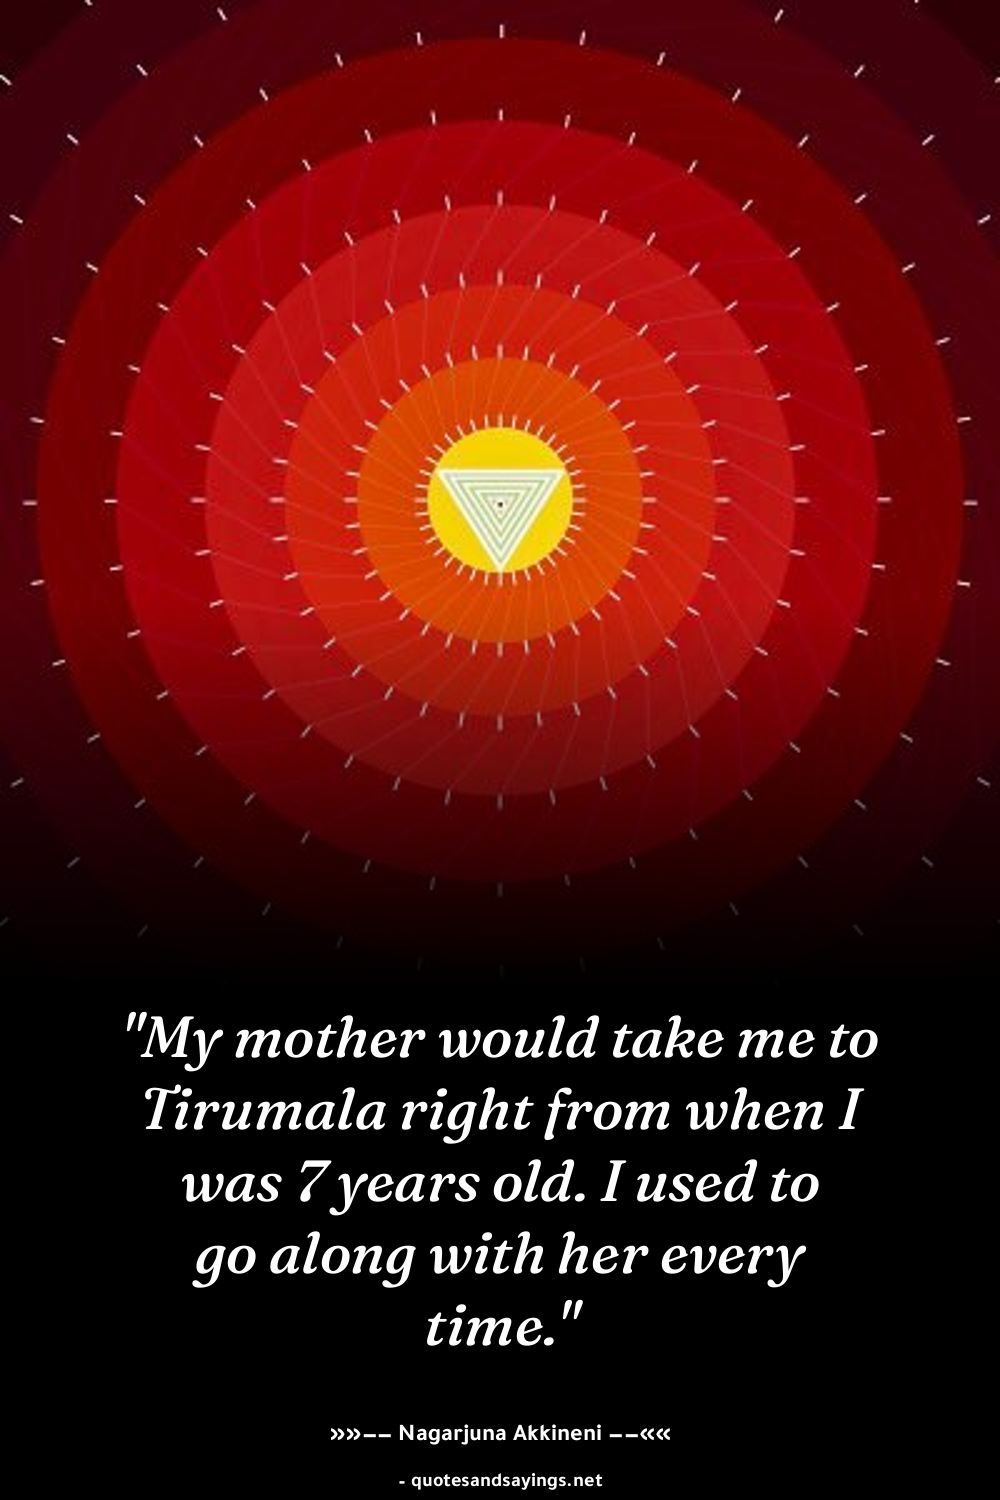 "My mother would take me to
Tirumala right from when I
was 7 years old. I used to
go along with her every
time."
»»−− Nagarjuna Akkineni −−««
- quotesandsayings.net